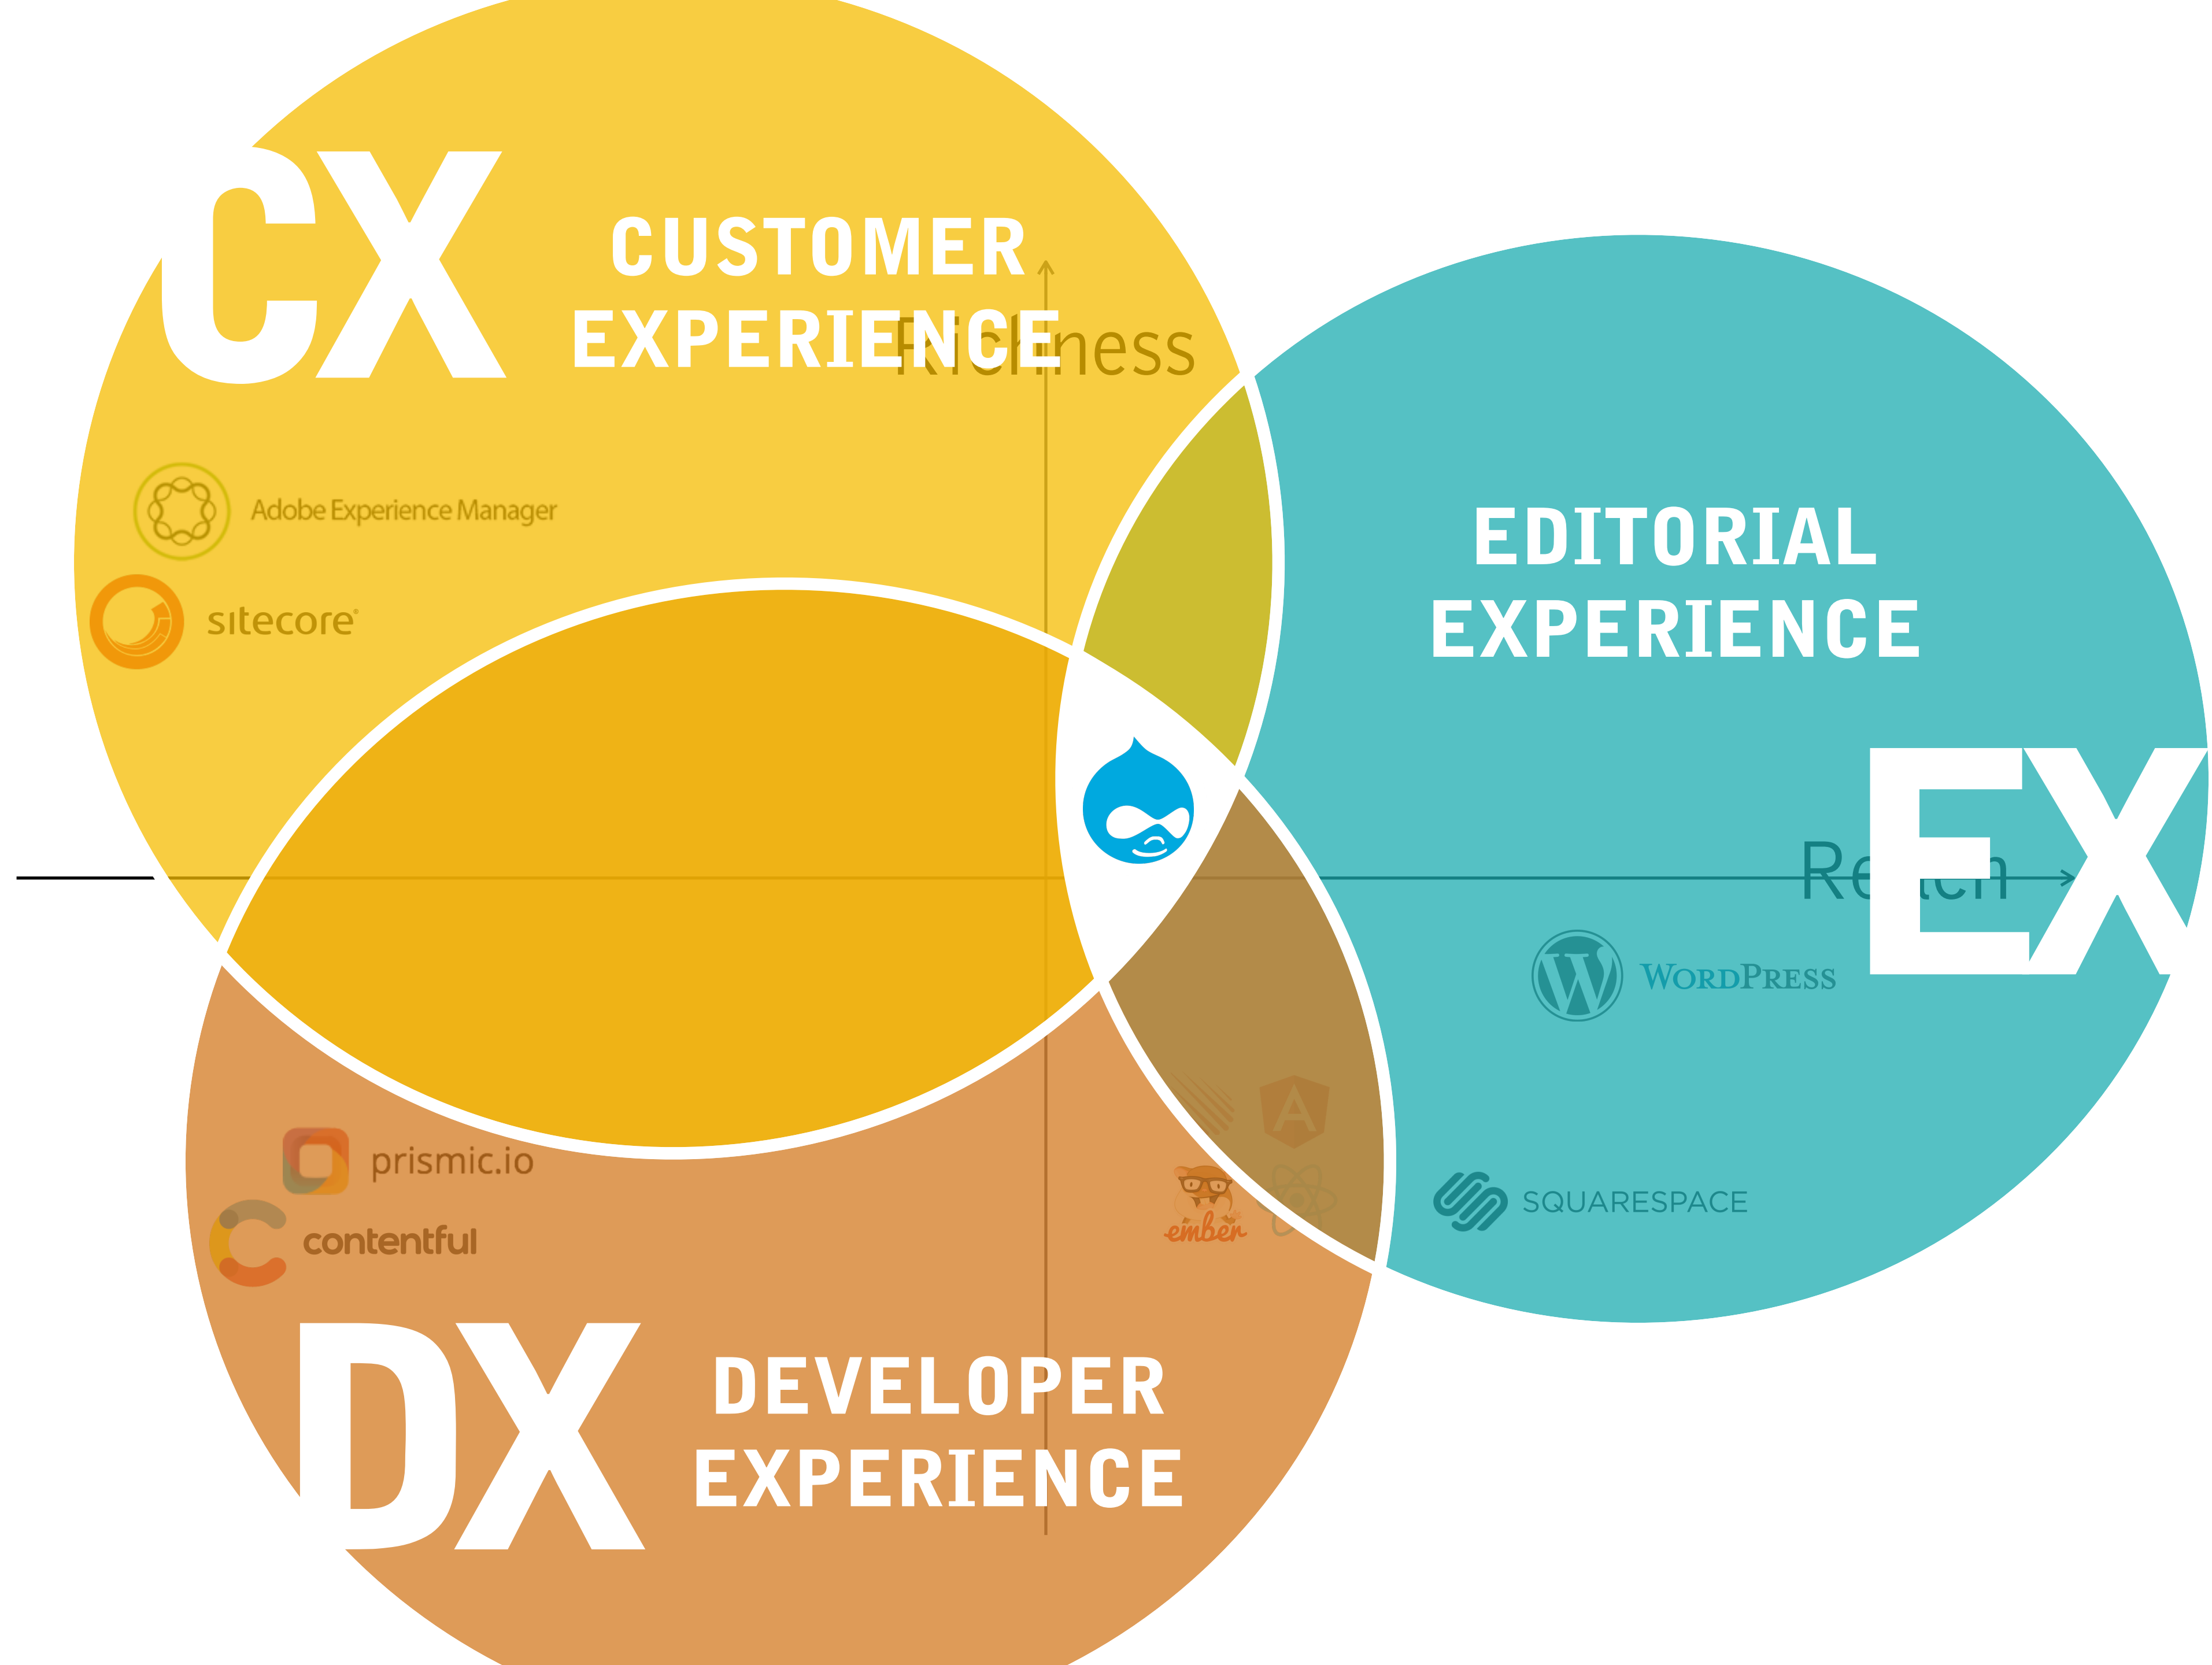 CX
CUSTOMER
EXPERIENCE
Richness
Adobe Experience Manager
sitecore®
EDITORIAL
EXPERIENCE
EX
Reach
WORDPRESS
A
prismic.io
ember
SQUARESPACE
contentful
DX
DEVELOPER
EXPERIENCE